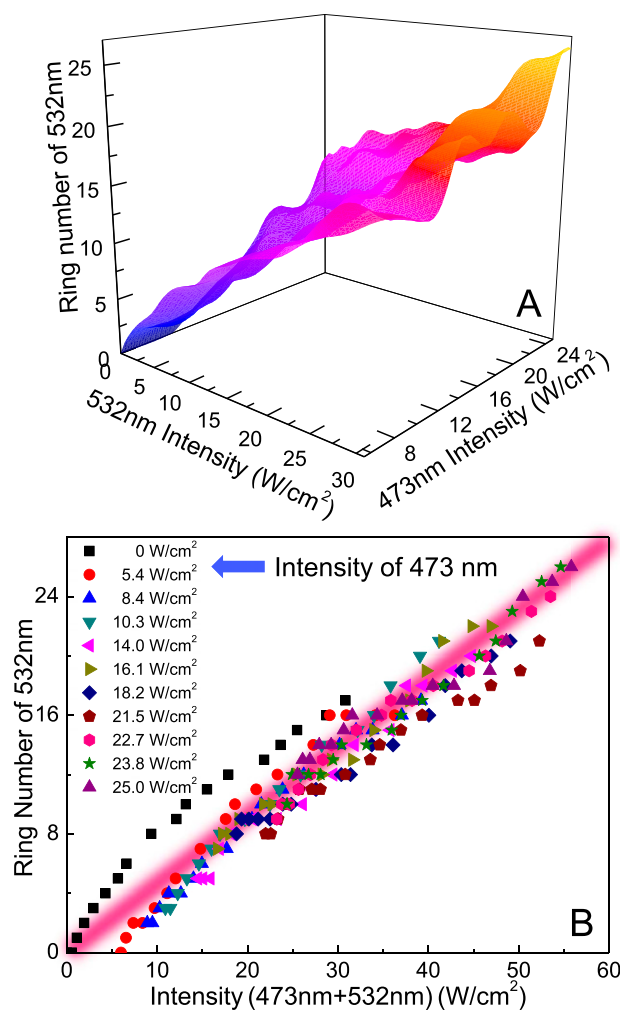 25
20
15
10
5
0
Ring number of 532nm
0
5
10
15
20
25
30
532nm Intensity (W/cm²)
8
12
16
20
24
473nm Intensity (W/cm²)
A
24
16
8
0
Ring Number of 532nm
0 W/cm²
5.4 W/cm²
8.4 W/cm²
10.3 W/cm²
14.0 W/cm²
16.1 W/cm²
18.2 W/cm²
21.5 W/cm²
22.7 W/cm²
23.8 W/cm²
25.0 W/cm²
Intensity of 473 nm
B
0 10 20 30 40 50 60
Intensity (473nm+532nm) (W/cm²)